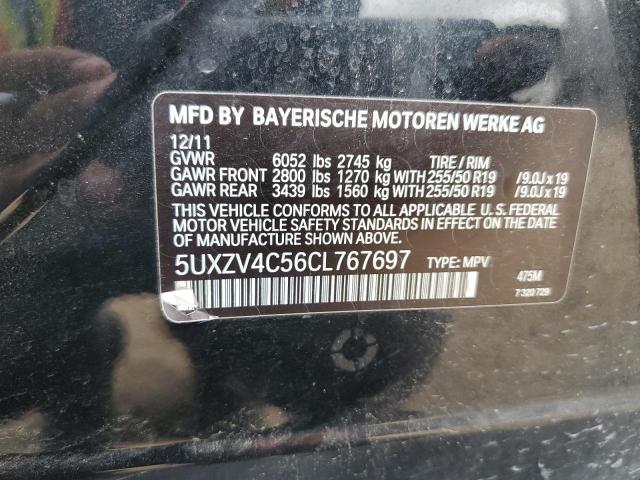 MFD BY BAYERISCHE MOTOREN WERKE AG
12/11
GVWR 6052 lbs 2745 kg TIRE / RIM
GAWR FRONT 2800 lbs 1270 kg WITH 255/50 R19 /9.0J x 19
GAWR REAR 3439 lbs 1560 kg WITH 255/50 R19 /9.0J x 19
THIS VEHICLE CONFORMS TO ALL APPLICABLE U. S. FEDERAL
MOTOR VEHICLE SAFETY STANDARDS IN EFFECT ON THE DATE
OF MANUFACTURE SHOWN ABOVE.
5UXZV4C56CL767697 TYPE: MPV
475M
7 320 729